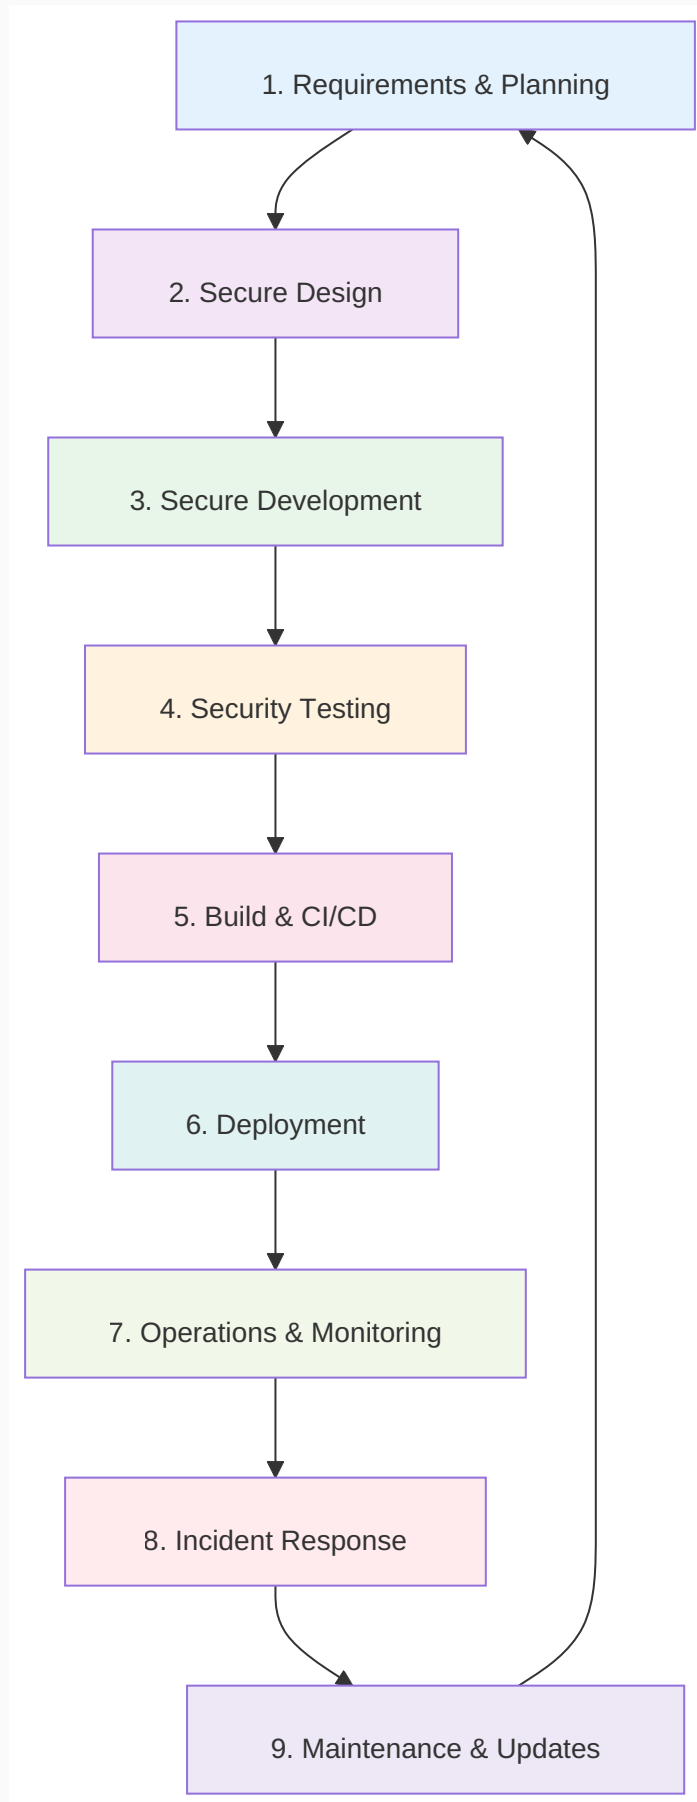 1. Requirements & Planning
2. Secure Design
3. Secure Development
4. Security Testing
5. Build & CI/CD
6. Deployment
7. Operations & Monitoring
8. Incident Response
9. Maintenance & Updates